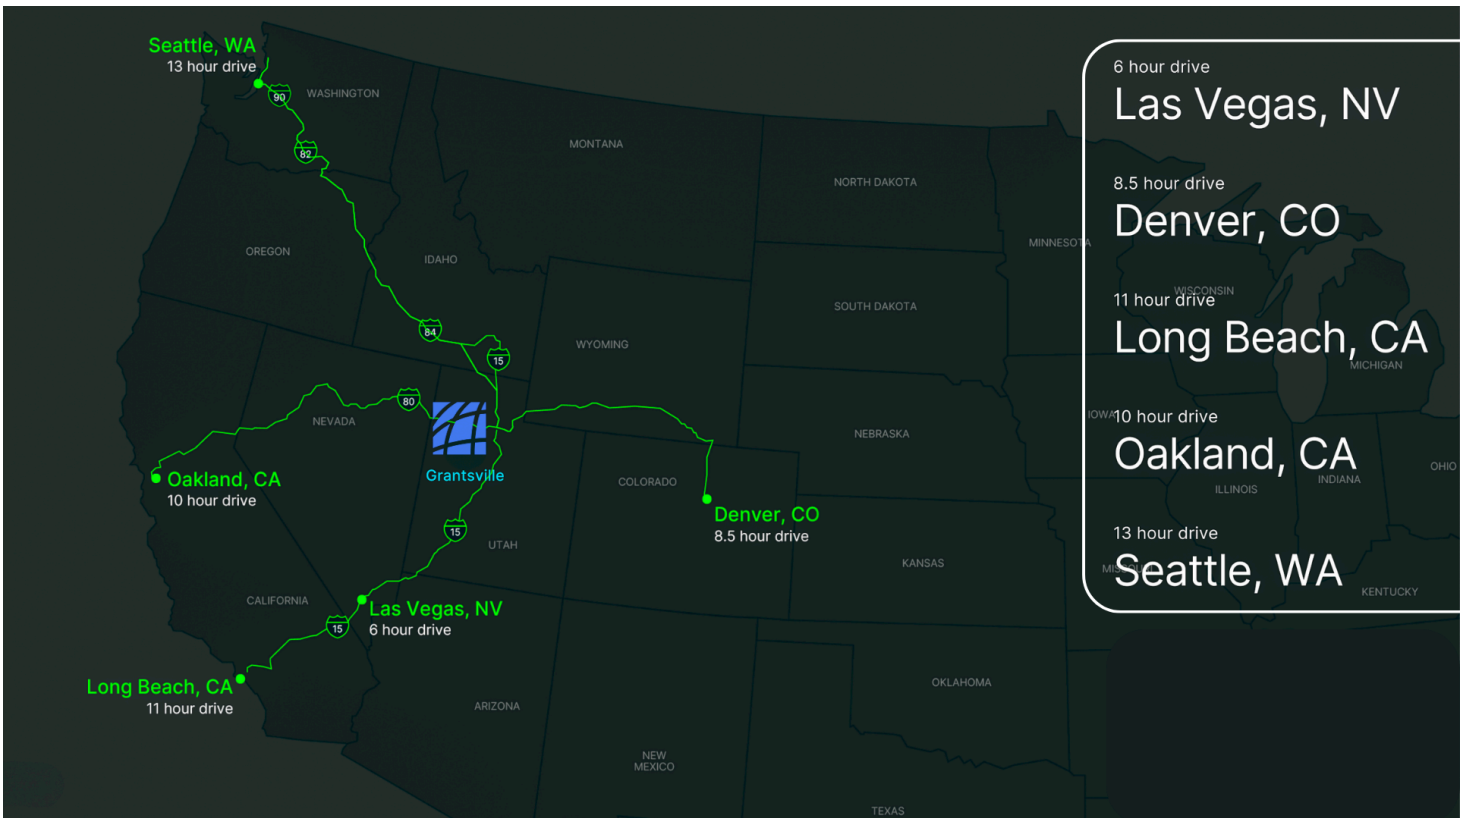 Seattle, WA
13 hour drive
90
WASHINGTON
82
MONTANA
NORTH DAKOTA
MINNESOTA
OREGON
IDAHO
SOUTH DAKOTA
WISCONSIN
84
15
WYOMING
MICHIGAN
80
NEVADA
NEBRASKA
IOWA
Grantsville
Oakland, CA
10 hour drive
COLORADO
ILLINOIS
INDIANA
OHIO
Denver, CO
8.5 hour drive
15
UTAH
KANSAS
KENTUCKY
CALIFORNIA
Las Vegas, NV
6 hour drive
15
Long Beach, CA
11 hour drive
ARIZONA
OKLAHOMA
NEW
MEXICO
TEXAS
6 hour drive
Las Vegas, NV
8.5 hour drive
Denver, CO
11 hour drive
Long Beach, CA
10 hour drive
Oakland, CA
13 hour drive
Seattle, WA